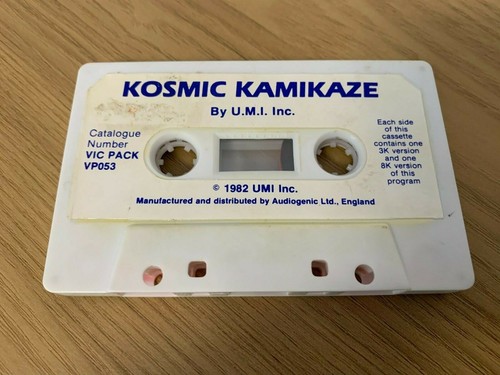 KOSMIC KAMIKAZE
By U.M.I. Inc.
Catalogue
Number
VIC PACK
VP053
Each side
of this
cassette
contains one
3K version
and one
8K version
of this
program
© 1982 UMI Inc.
Manufactured and distributed by Audiogenic Ltd., England